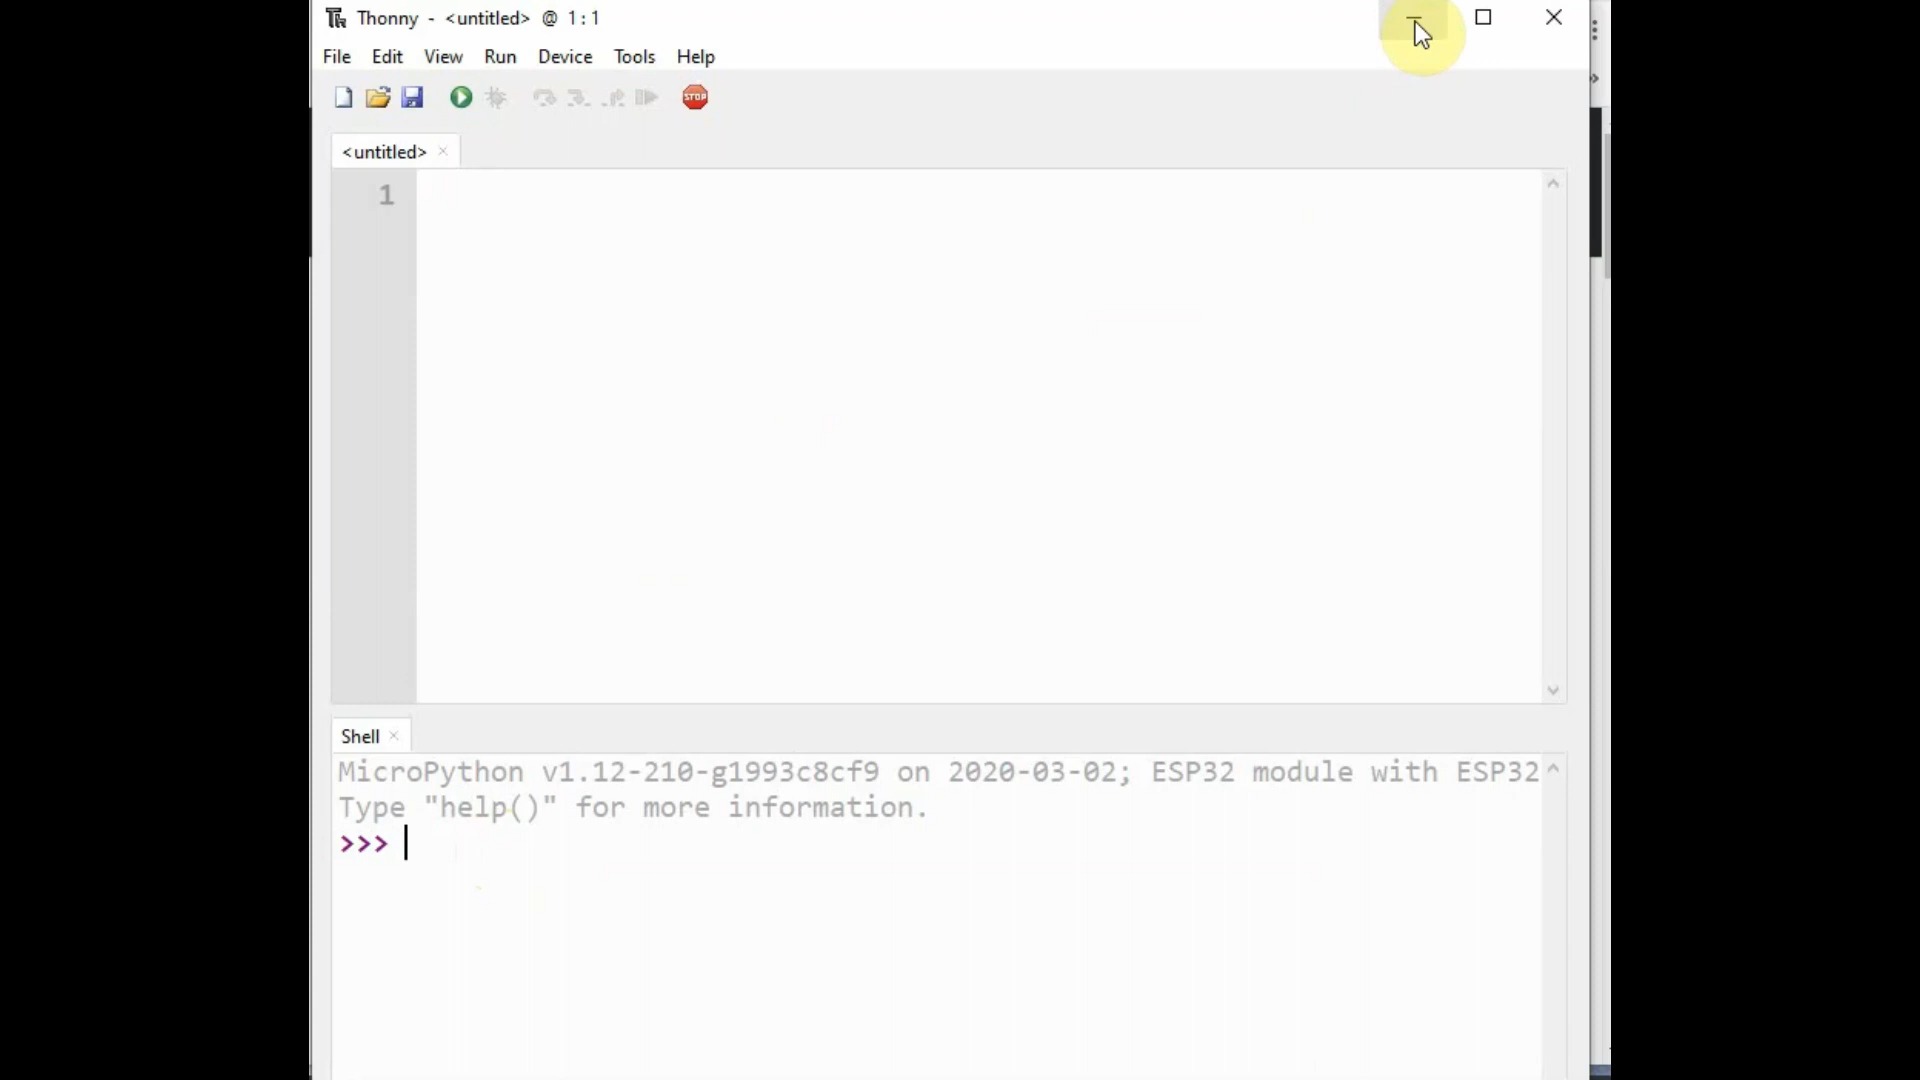 Thonny - <untitled> @ 1:1
File Edit View Run Device Tools Help
STOP
<untitled>
1
Shell
MicroPython v1.12-210-g1993c8cf9 on 2020-03-02; ESP32 module with ESP32
Type "help()" for more information.
>>>